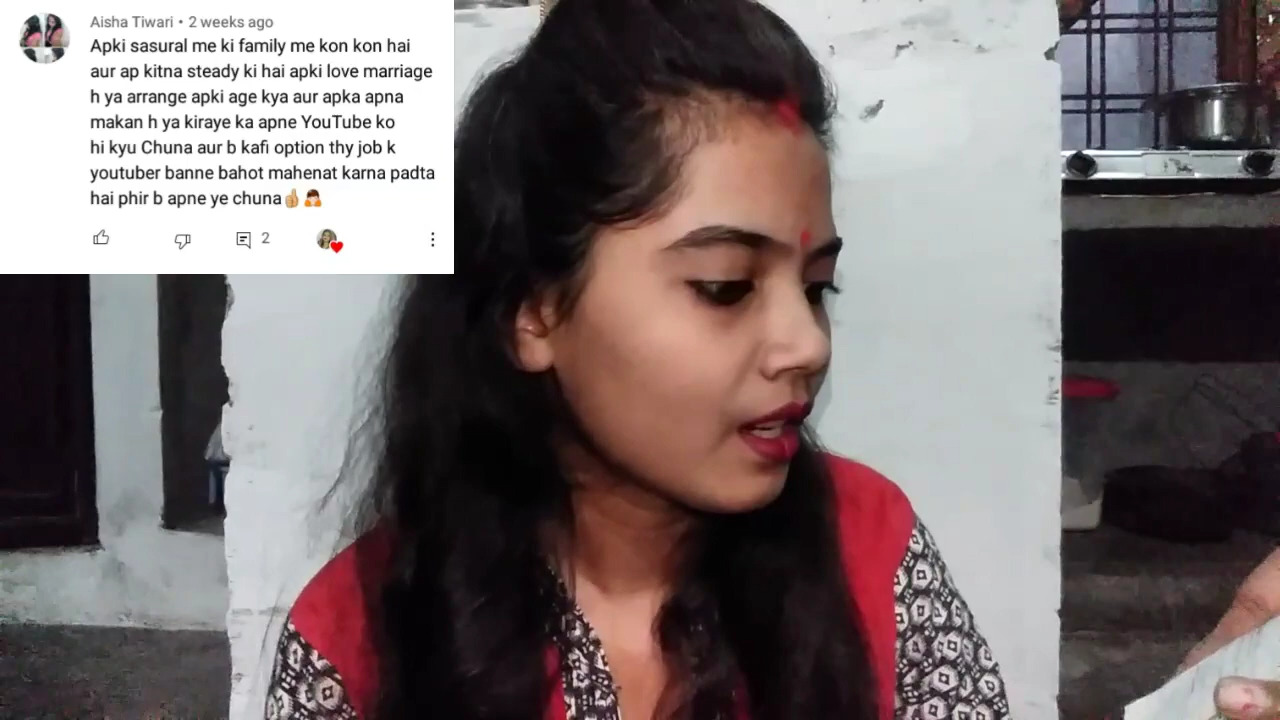 Aisha Tiwari • 2 weeks ago
Apki sasural me ki family me kon kon hai
aur ap kitna steady ki hai apki love marriage
h ya arrange apki age kya aur apka apna
makan h ya kiraye ka apne YouTube ko
hi kyu Chuna aur b kafi option thy job k
youtuber banne bahot mahenat karna padta
hai phir b apne ye chuna👍🙇
2